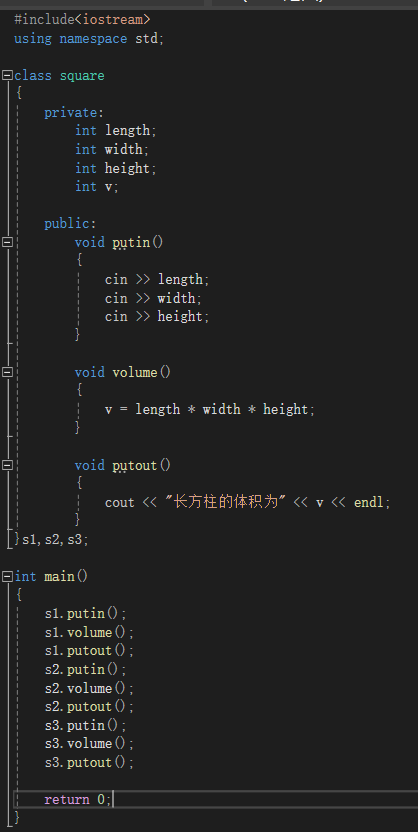 #include<iostream>
using namespace std;
class square
{
private:
int length;
int width;
int height;
int v;
public:
void putin()
{
cin >> length;
cin >> width;
cin >> height;
}
void volume()
{
v = length * width * height;
}
void putout()
{
cout << "长方柱的体积为" << v << endl;
}
}s1,s2,s3;
int main()
{
s1.putin();
s1.volume();
s1.putout();
s2.putin();
s2.volume();
s2.putout();
s3.putin();
s3.volume();
s3.putout();
return 0;
}